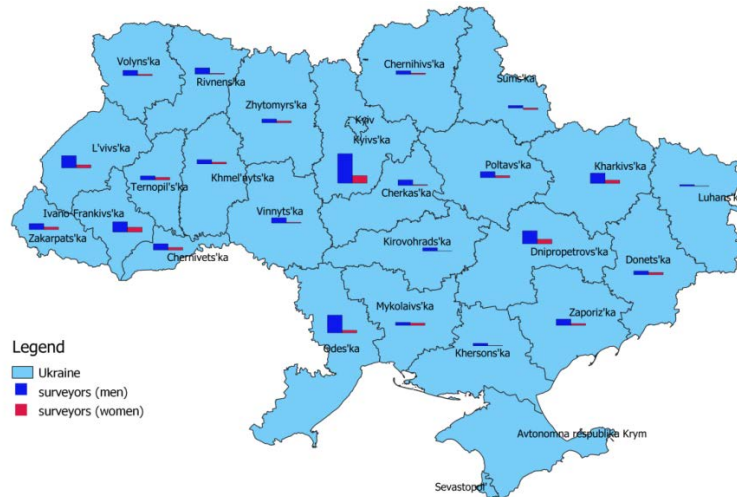 Volyns'ka
Rivnens'ka
Chernihivs'ka
Sums'ka
Zhytomyrs'ka
Kyiv
Kyivs'ka
L'vivs'ka
Ternopil's'ka
Khmel'nyts'ka
Cherkas'ka
Poltavs'ka
Kharkivs'ka
Luhans'k
Ivano-Frankivs'ka
Zakarpats'ka
Chernivets'ka
Vinnyts'ka
Kirovohrads'ka
Dnipropetrovs'ka
Donets'ka
Mykolaivs'ka
Zaporiz'ka
Odes'ka
Khersons'ka
Legend
Ukraine
surveyors (men)
surveyors (women)
Avtonomna respublika Krym
Sevastopol'